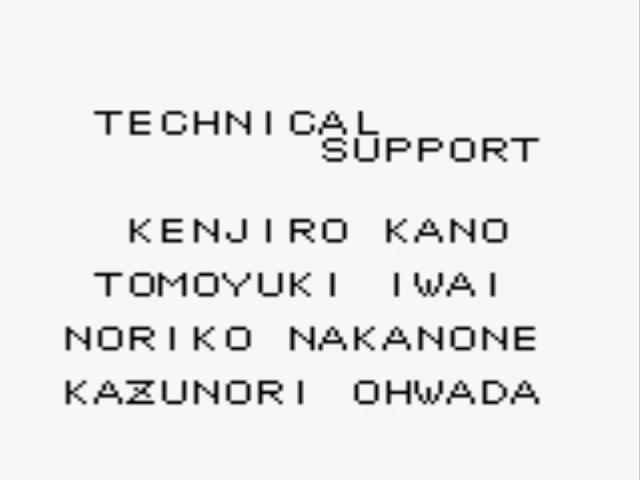 TECHNICAL
SUPPORT
KENJIRO KANO
TOMOYUKI IWAI
NORIKO NAKANONE
KAZUNORI OHWADA